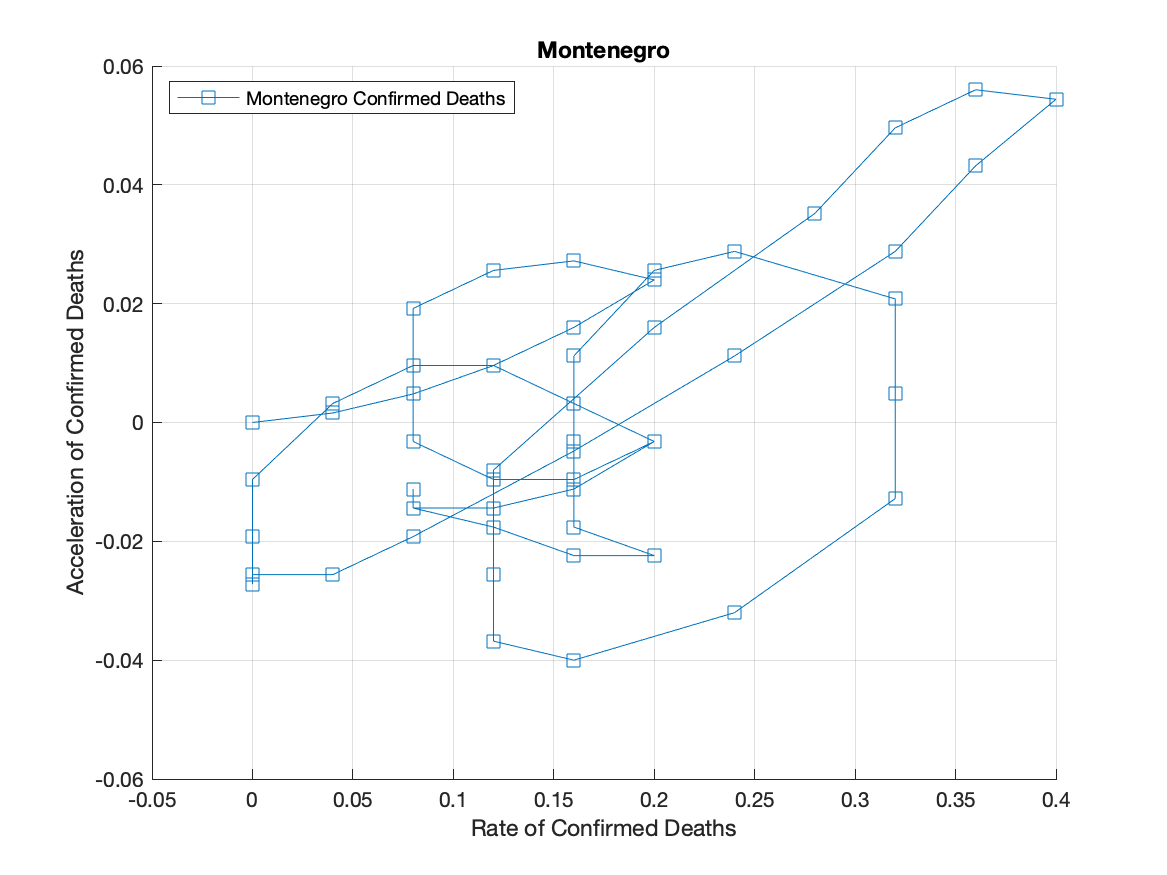 Montenegro
0.06
Montenegro Confirmed Deaths
0.04
0.02
0
-0.02
-0.04
-0.06
Acceleration of Confirmed Deaths
-0.05 0 0.05 0.1 0.15 0.2 0.25 0.3 0.35 0.4
Rate of Confirmed Deaths